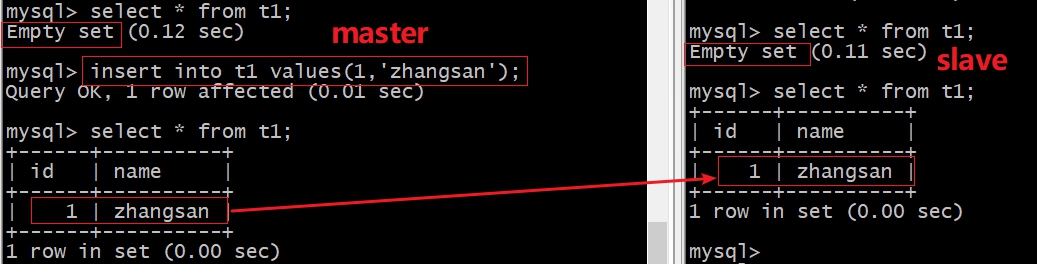 mysql> select * from t1;
Empty set (0.12 sec)
master
mysql> insert into t1 values(1,'zhangsan');
Query OK, 1 row affected (0.01 sec)
mysql> select * from t1;
+------+----------+
| id   | name     |
+------+----------+
|    1 | zhangsan |
+------+----------+
1 row in set (0.00 sec)
mysql> select * from t1;
Empty set (0.11 sec)
slave
mysql> select * from t1;
+------+----------+
| id   | name     |
+------+----------+
|    1 | zhangsan |
+------+----------+
1 row in set (0.00 sec)
mysql>